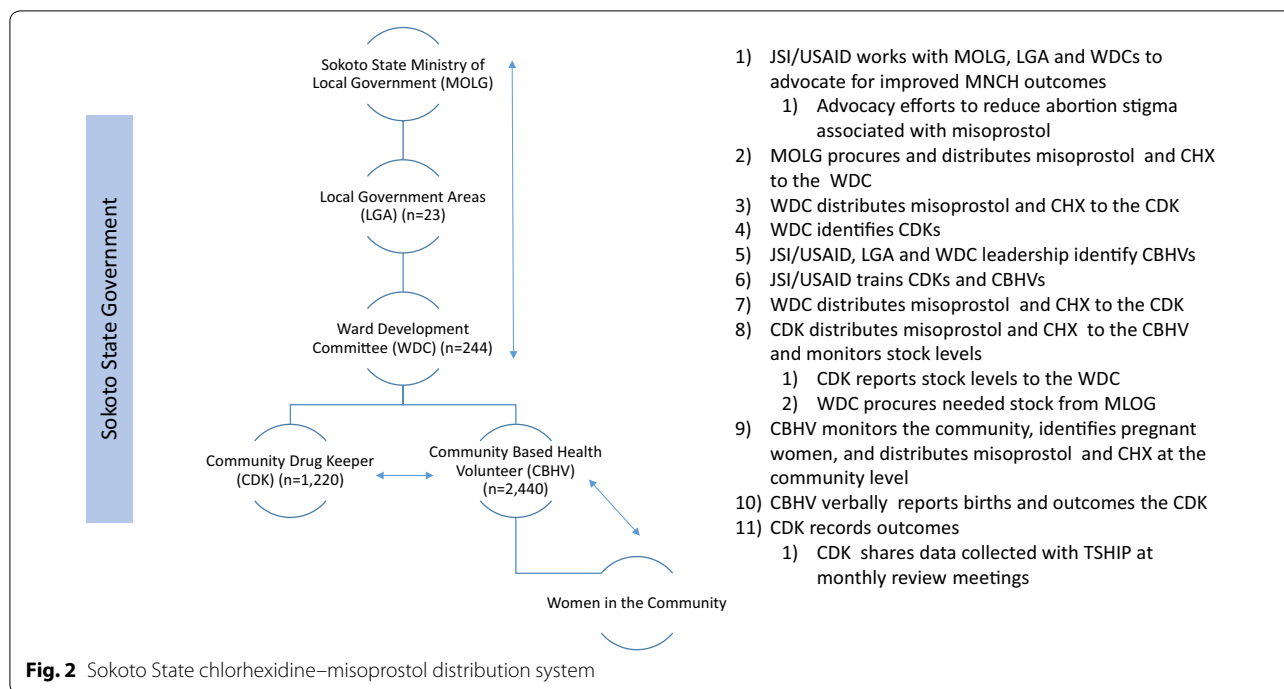 Sokoto State Government
Sokoto State Ministry of
Local Government (MOLG)
Local Government Areas
(LGA) (n=23)
Ward Development
Committee (WDC) (n=244)
Community Drug Keeper
(CDK) (n=1,220)
Community Based Health
Volunteer (CBHV)
(n=2,440)
Women in the Community
1) JSI/USAID works with MOLG, LGA and WDCs to
advocate for improved MNCH outcomes
1) Advocacy efforts to reduce abortion stigma
associated with misoprostol
2) MOLG procures and distributes misoprostol and CHX
to the WDC
3) WDC distributes misoprostol and CHX to the CDK
4) WDC identifies CDKs
5) JSI/USAID, LGA and WDC leadership identify CBHVs
6) JSI/USAID trains CDKs and CBHVs
7) WDC distributes misoprostol and CHX to the CDK
8) CDK distributes misoprostol and CHX to the CBHV
and monitors stock levels
1) CDK reports stock levels to the WDC
2) WDC procures needed stock from MLOG
9) CBHV monitors the community, identifies pregnant
women, and distributes misoprostol and CHX at the
community level
10) CBHV verbally reports births and outcomes the CDK
11) CDK records outcomes
1) CDK shares data collected with TSHIP at
monthly review meetings
Fig. 2 Sokoto State chlorhexidine–misoprostol distribution system